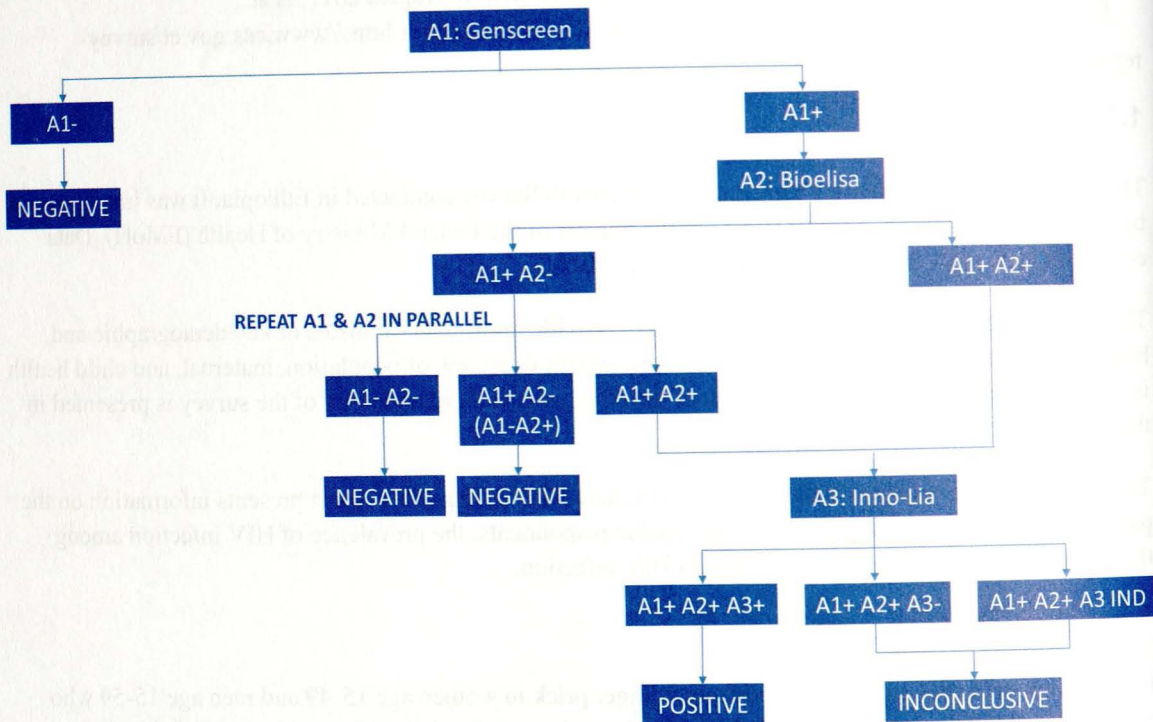 A1: Genscreen
A1-
A1+
NEGATIVE
A2: Bioelisa
A1+ A2-
A1+ A2+
REPEAT A1 & A2 IN PARALLEL
A1- A2-
A1+ A2-
(A1-A2+)
A1+ A2+
NEGATIVE
NEGATIVE
A3: Inno-Lia
A1+ A2+ A3+
A1+ A2+ A3-
A1+ A2+ A3 IND
POSITIVE
INCONCLUSIVE